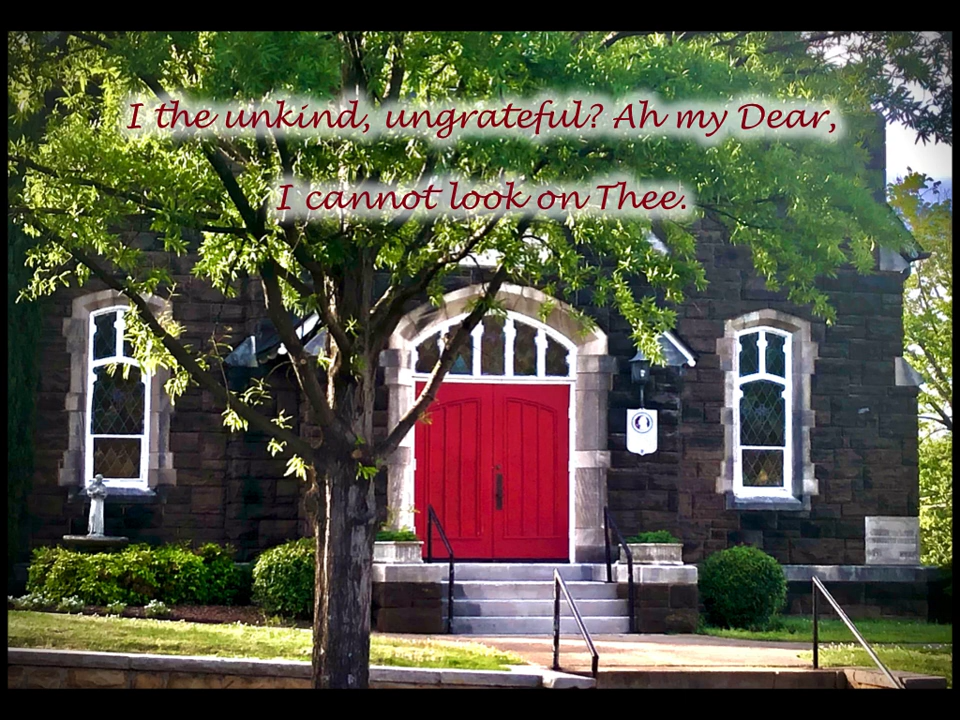 I the unkind, ungrateful? Ah my Dear,
I cannot look on Thee.